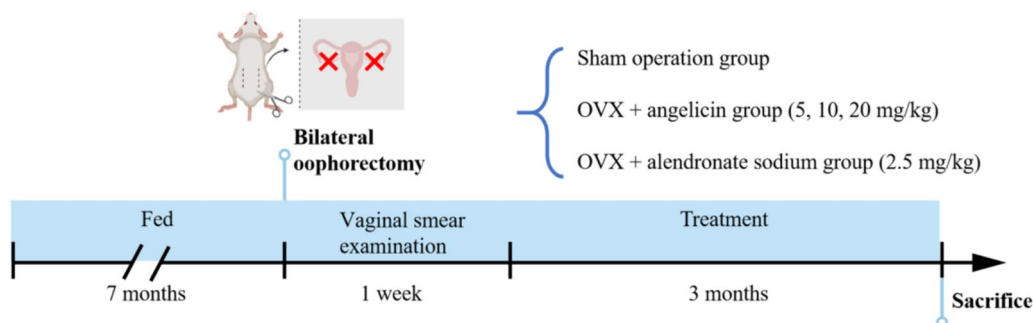 Sham operation group
OVX + angelicin group (5, 10, 20 mg/kg)
OVX + alendronate sodium group (2.5 mg/kg)
Bilateral
oophorectomy
Fed
Vaginal smear
examination
Treatment
7 months
1 week
3 months
Sacrifice